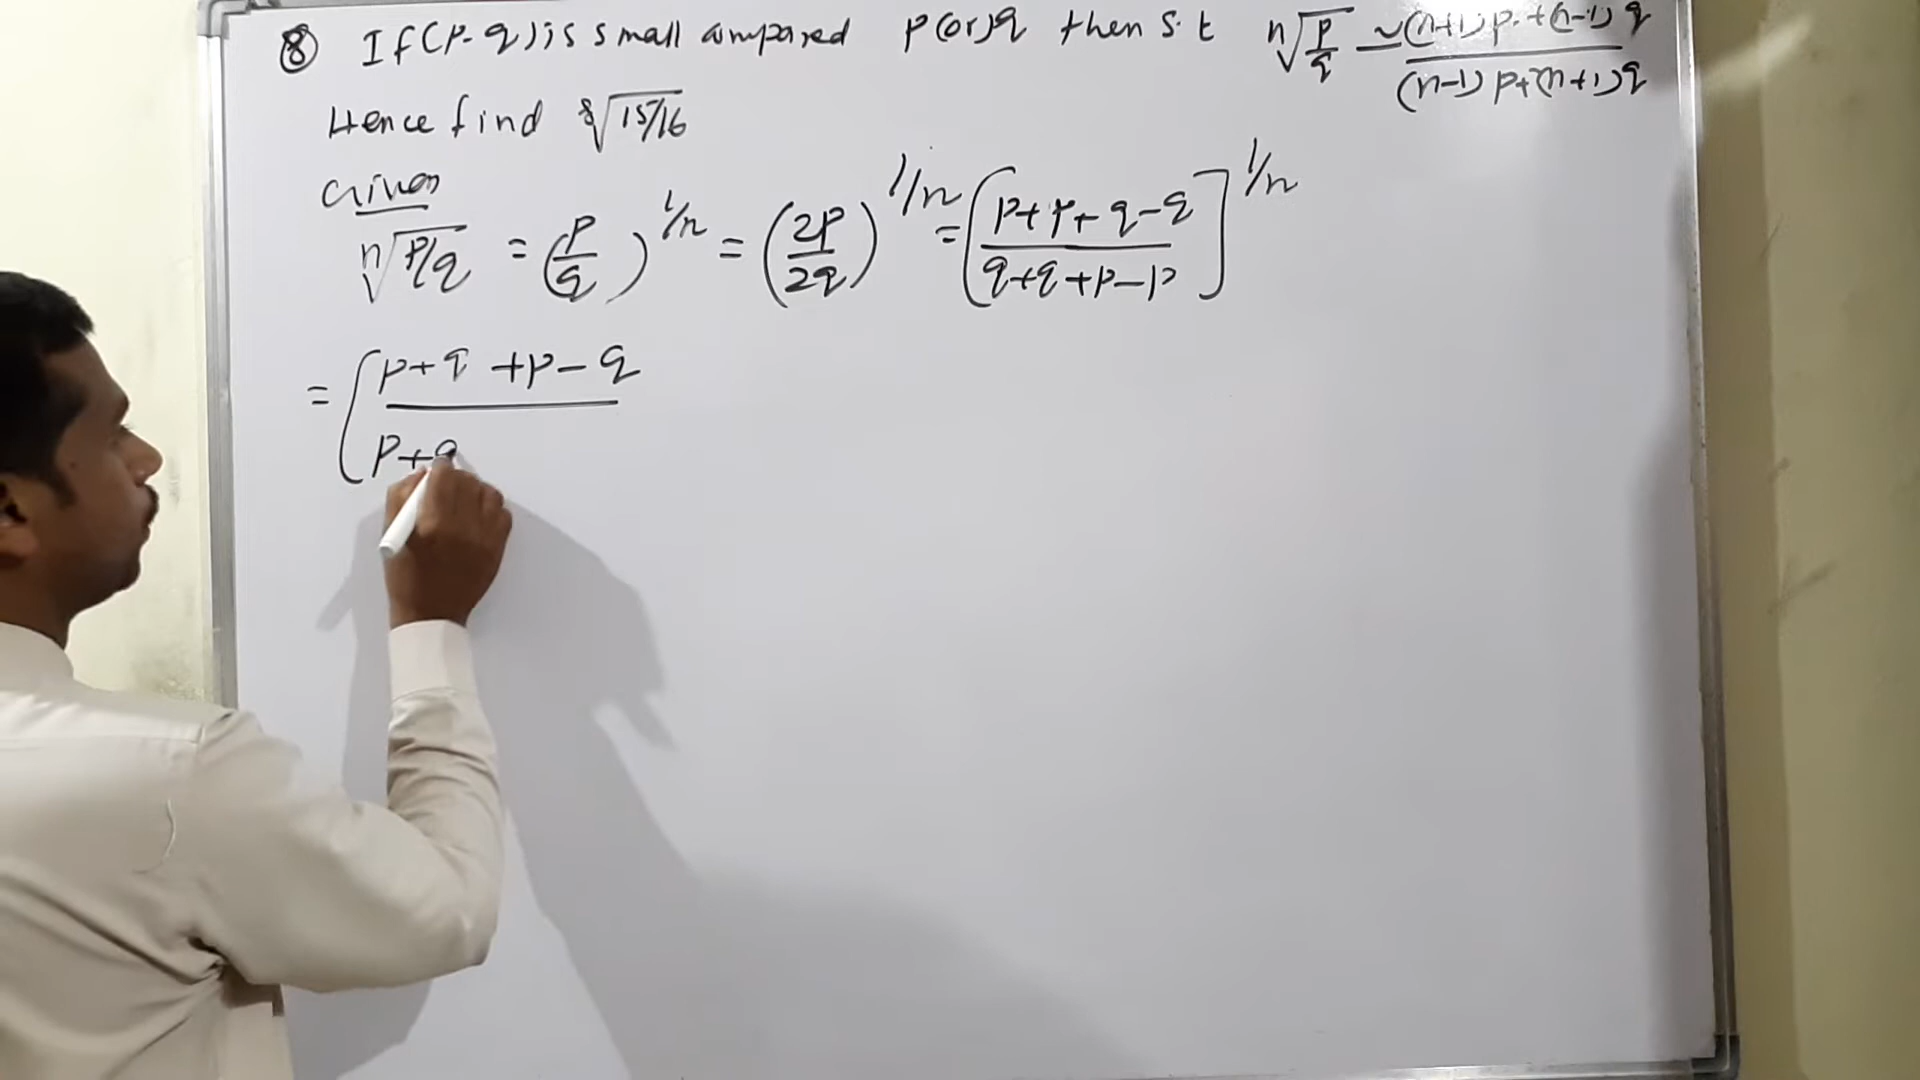 ⑧ If (p-q) is small compared p (or) q then s.t ⁿ√(p/q) ≃ (n+1)p+(n-1)q / (n-1)p+(n+1)q
Hence find ⁸√15/16
Given
ⁿ√p/q = (p/q)^1/n = (2p/2q)^1/n = [p+p+q-q / q+q+p-p]^1/n
= [p+q +p-q / p+q